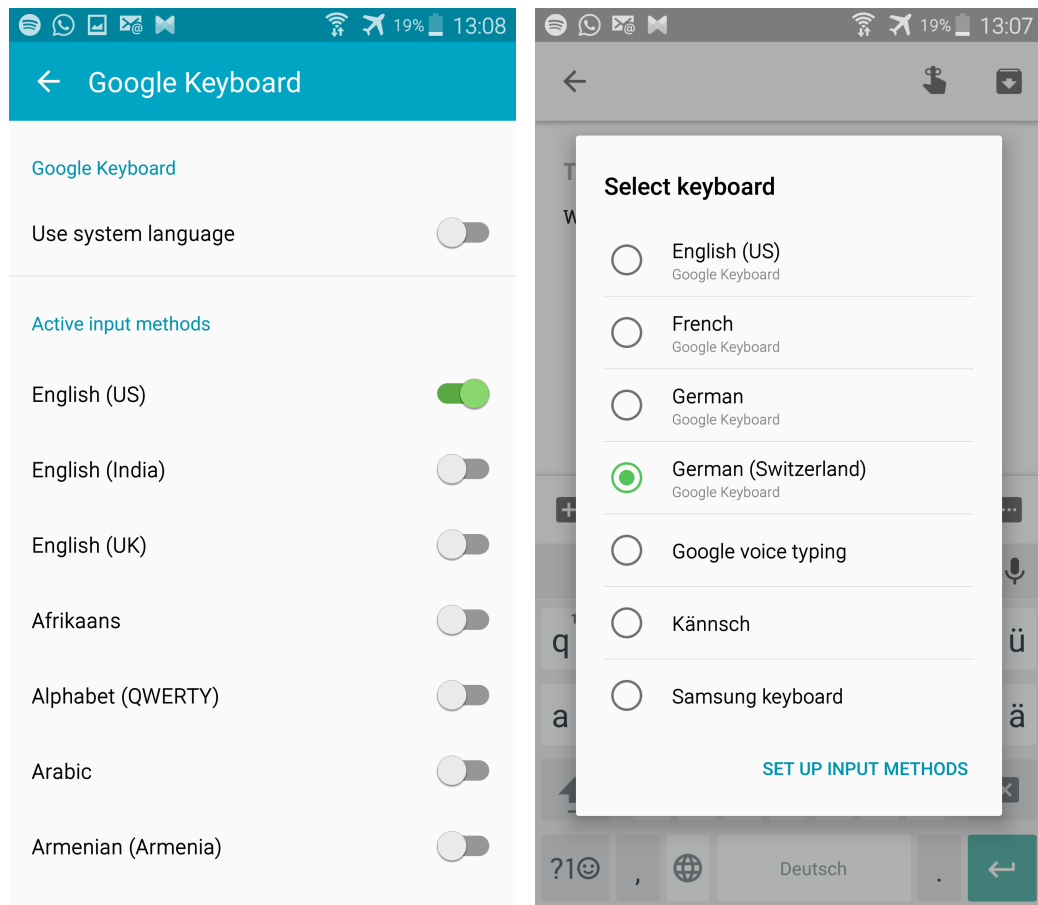 19% 13:08
Google Keyboard
Google Keyboard
Use system language
Active input methods
English (US)
English (India)
English (UK)
Afrikaans
Alphabet (QWERTY)
Arabic
Armenian (Armenia)
19% 13:07
T
W
Select keyboard
English (US)
Google Keyboard
French
Google Keyboard
German
Google Keyboard
German (Switzerland)
Google Keyboard
Google voice typing
Kännsch
Samsung keyboard
SET UP INPUT METHODS
q 1 ü
a ä
?1☺ , Deutsch .